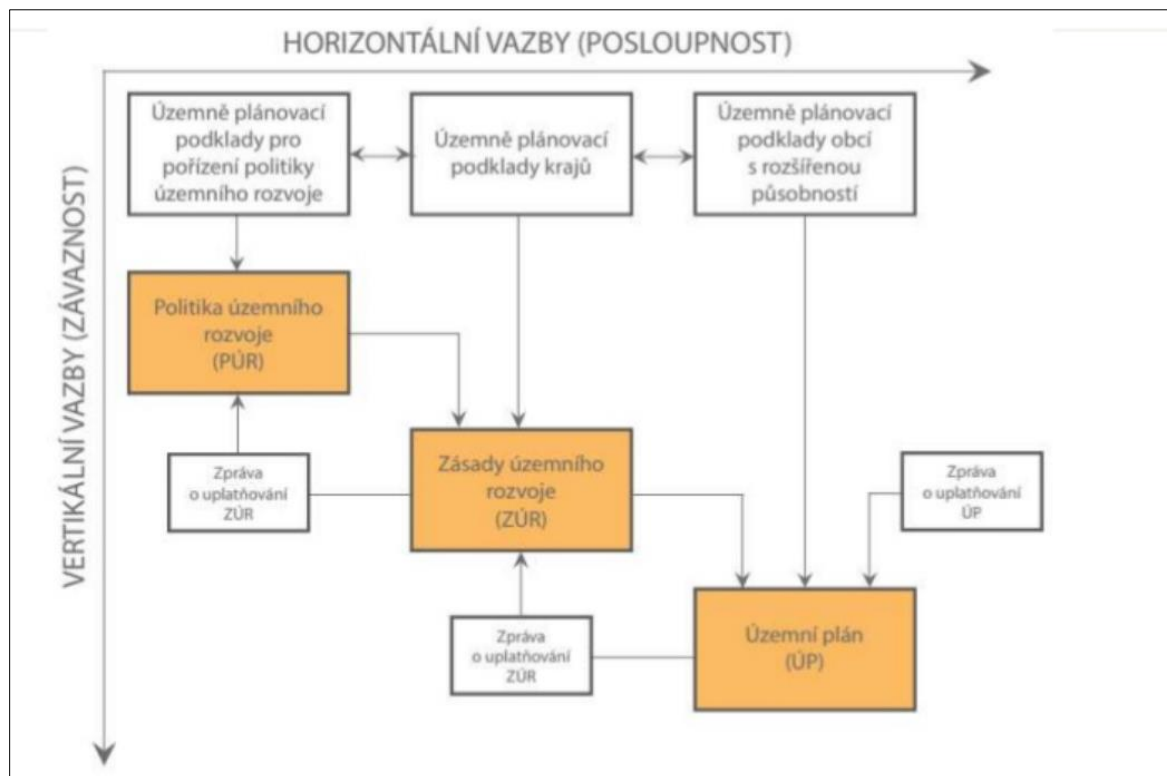 HORIZONTÁLNÍ VAZBY (POSLOUPNOST)
VERTIKÁLNÍ VAZBY (ZÁVAZNOST)
Územně plánovací
podklady pro
pořízení politiky
územního rozvoje
Územně plánovací
podklady krajů
Územně plánovací
podklady obcí
s rozšířenou
působností
Politika územního
rozvoje
(PÚR)
Zpráva
o uplatňování
ZÚR
Zásady územního
rozvoje
(ZÚR)
Zpráva
o uplatňování
ÚP
Zpráva
o uplatňování
ZÚR
Územní plán
(ÚP)